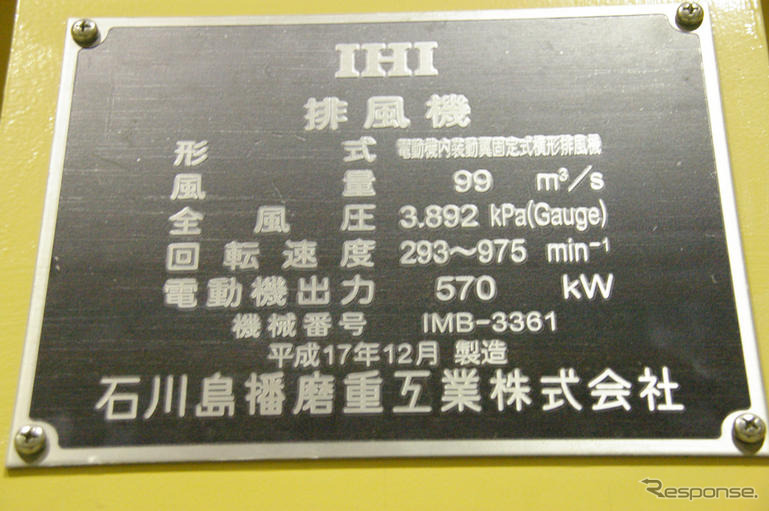 IHI
排風機
形式 電動機内装動翼固定式横形排風機
風量 99 m³/s
全風圧 3.892 kPa(Gauge)
回転速度 293～975 min⁻¹
電動機出力 570 kW
機械番号 IMB-3361
平成17年12月 製造
石川島播磨重工業株式会社
Response.